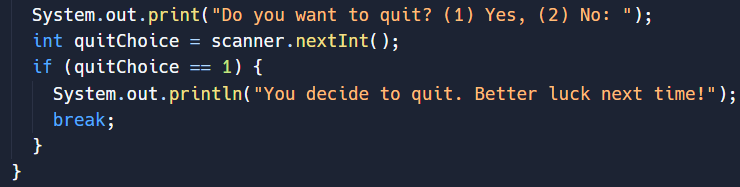 System.out.print("Do you want to quit? (1) Yes, (2) No: ");
int quitChoice = scanner.nextInt();
if (quitChoice == 1) {
System.out.println("You decide to quit. Better luck next time!");
break;
}
}